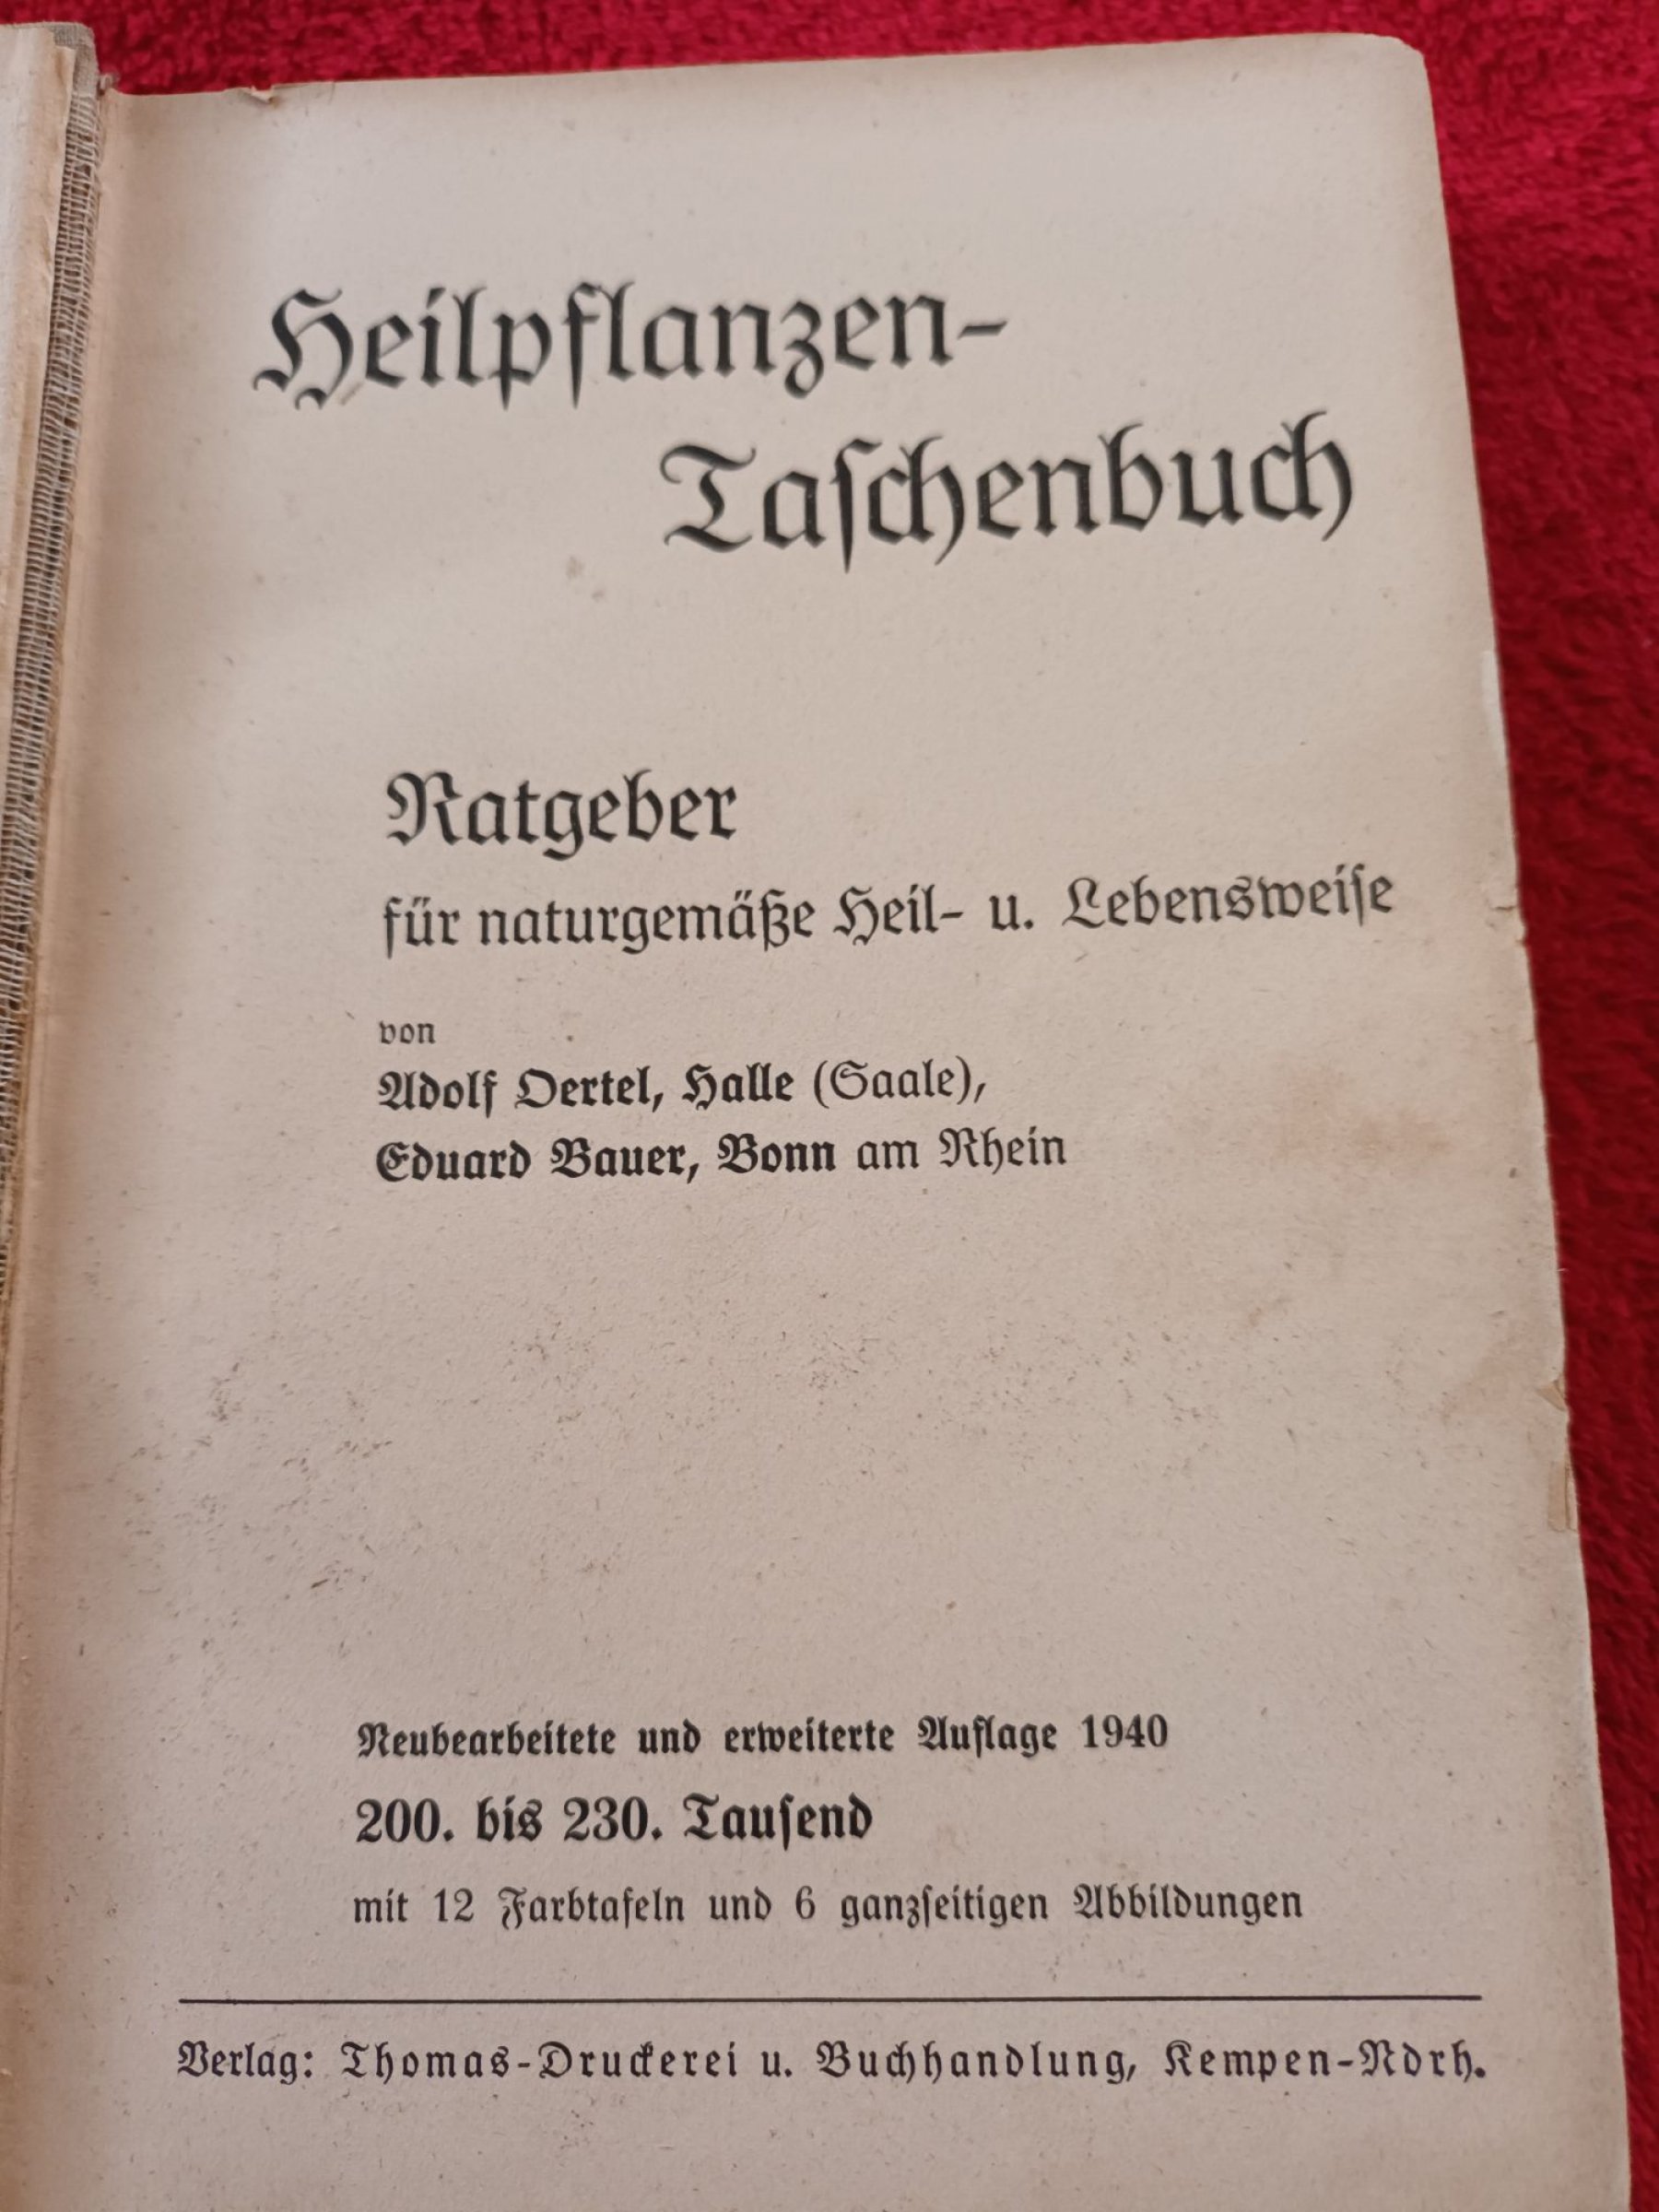 Heilpflanzen-
Taschenbuch
Ratgeber
für naturgemäße Heil- u. Lebensweise
von
Adolf Oertel, Halle (Saale),
Eduard Bauer, Bonn am Rhein
Neubearbeitete und erweiterte Auflage 1940
200. bis 230. Tausend
mit 12 Farbtafeln und 6 ganzseitigen Abbildungen
Verlag: Thomas-Druckerei u. Buchhandlung, Kempen-Ndrh.